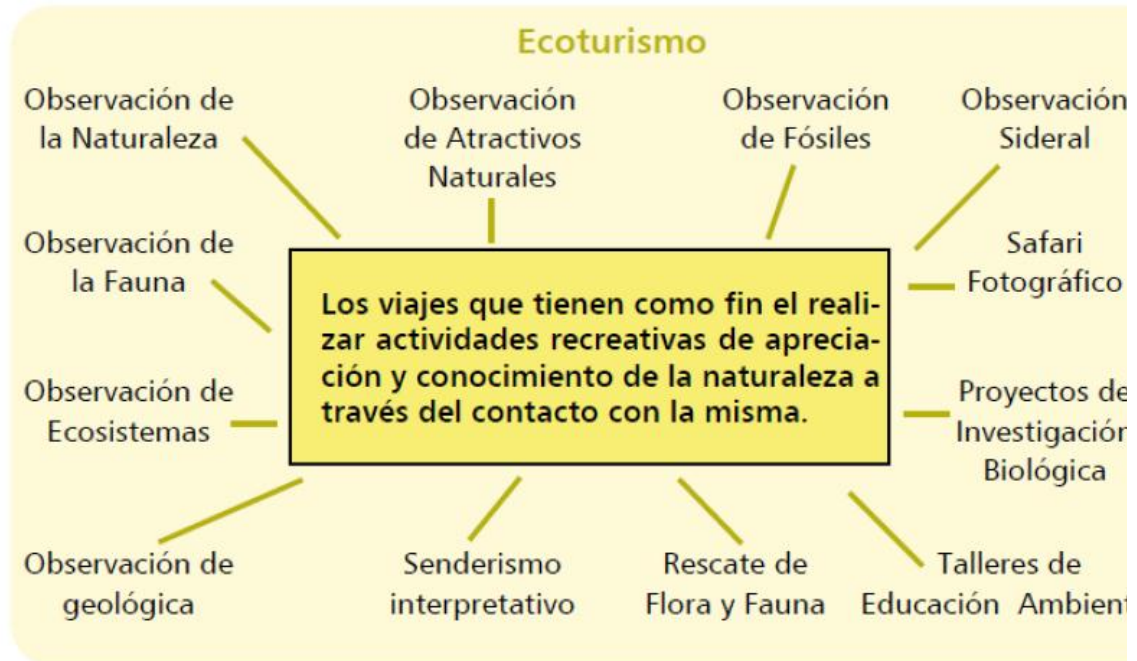 Ecoturismo
Observación de
la Naturaleza
Observación
de Atractivos
Naturales
Observación
de Fósiles
Observación
Sideral
Observación de
la Fauna
Safari
Fotográfico
Los viajes que tienen como fin el reali-
zar actividades recreativas de aprecia-
ción y conocimiento de la naturaleza a
través del contacto con la misma.
Observación de
Ecosistemas
Proyectos de
Investigación
Biológica
Observación de
geológica
Senderismo
interpretativo
Rescate de
Flora y Fauna
Talleres de
Educación Ambient